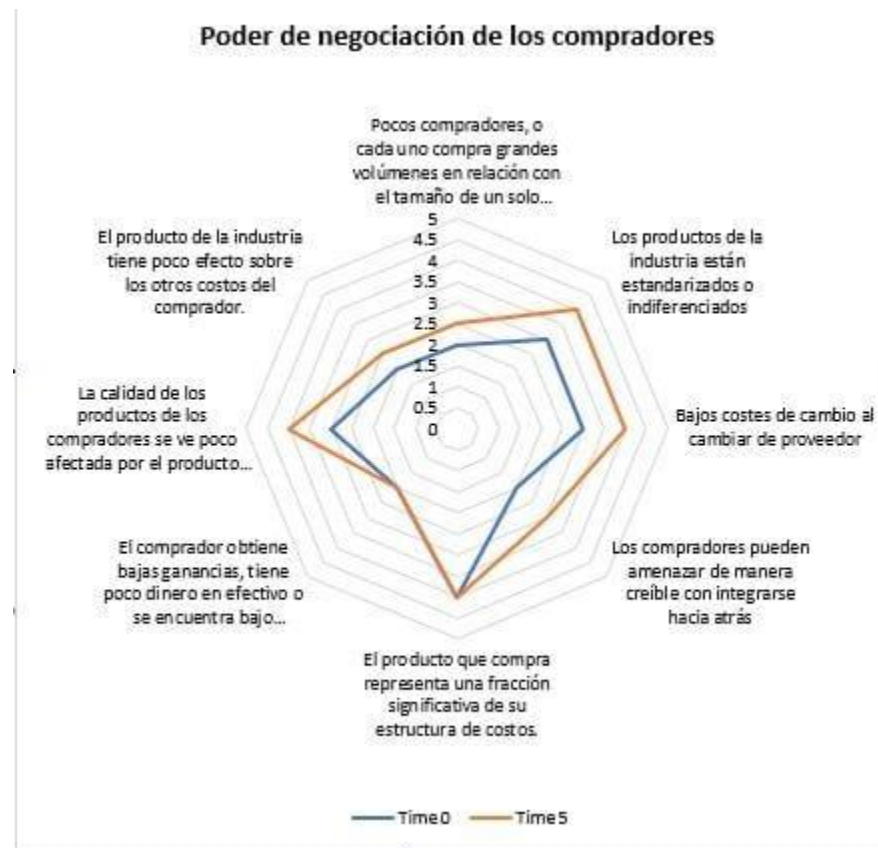 Poder de negociación de los compradores
Pocos compradores, o
cada uno compra grandes
volúmenes en relación con
el tamaño de un solo...
El producto de la industria
tiene poco efecto sobre
los otros costos del
comprador.
Los productos de la
industria están
estandarizados o
indiferenciados
5
4.5
4
3.5
3
2.5
2
1.5
1
0.5
0
La calidad de los
productos de los
compradores se ve poco
afectada por el producto...
Bajos costes de cambio al
cambiar de proveedor
El comprador obtiene
bajas ganancias, tiene
poco dinero en efectivo o
se encuentra bajo...
Los compradores pueden
amenazar de manera
creíble con integrarse
hacia atrás
El producto que compra
representa una fracción
significativa de su
estructura de costos.
Time 0 Time 5